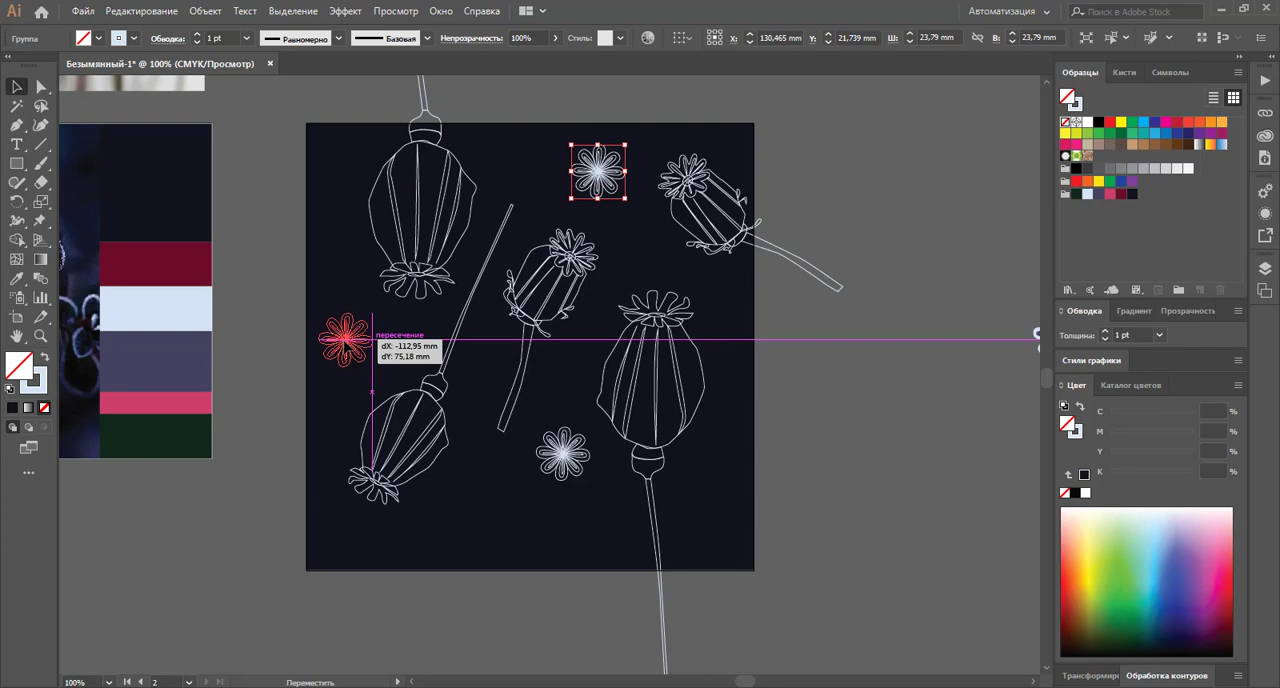 Ai
Файл Редактирование Объект Текст Выделение Эффект Просмотр Окно Справка
Автоматизация
Поиск в Adobe Stock
Группа
Обводка: 1 pt
Равномерно
Базовая
Непрозрачность: 100%
Стиль:
X: 130,465 mm
Y: 21,739 mm
Ш: 23,79 mm
В: 23,79 mm
Безымянный-1* @ 100% (CMYK/Просмотр)
Образцы Кисти Символы
пересечение
dX: -112,95 mm
dY: 75,18 mm
Обводка Градиент Прозрачность
Толщина: 1 pt
Стили графики
Цвет Каталог цветов
C %
M %
Y %
K %
Трансформир Обработка контуров
100%
2
Переместить